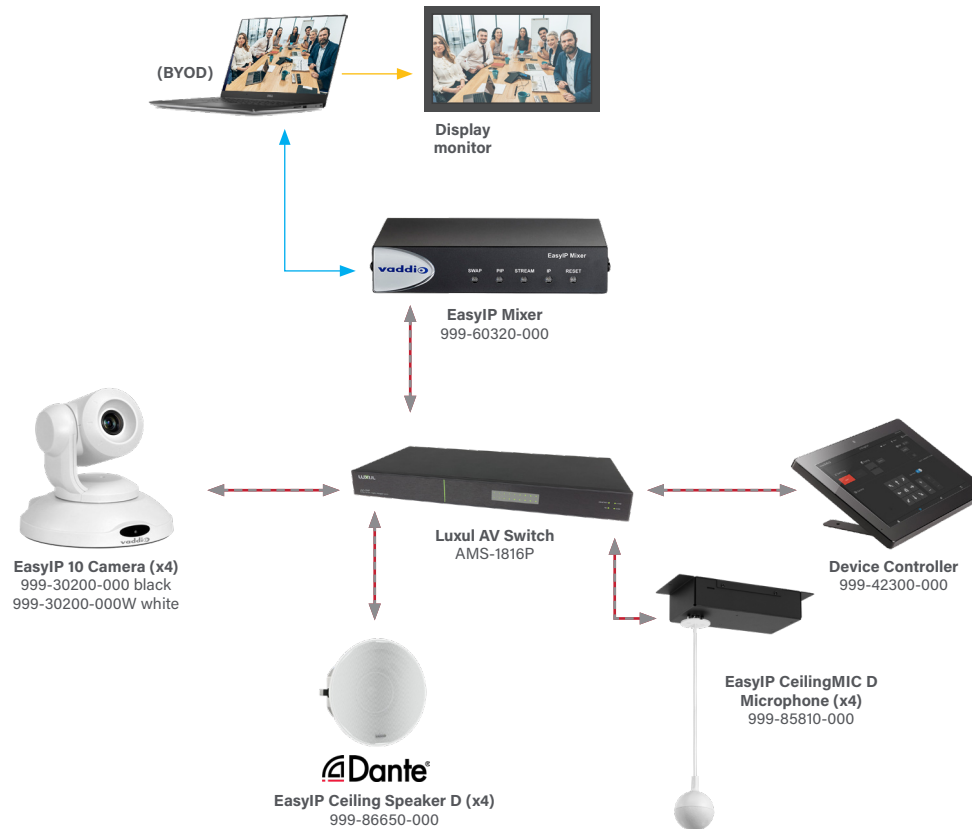 (BYOD)
Display
monitor
vaddio
EasyIP Mixer
SWAP PIP STREAM IP RESET
EasyIP Mixer
999-60320-000
LUXUL
Luxul AV Switch
AMS-1816P
vaddio
EasyIP 10 Camera (x4)
999-30200-000 black
999-30200-000W white
Device Controller
999-42300-000
EasyIP CeilingMIC D
Microphone (x4)
999-85810-000
Dante®
EasyIP Ceiling Speaker D (x4)
999-86650-000